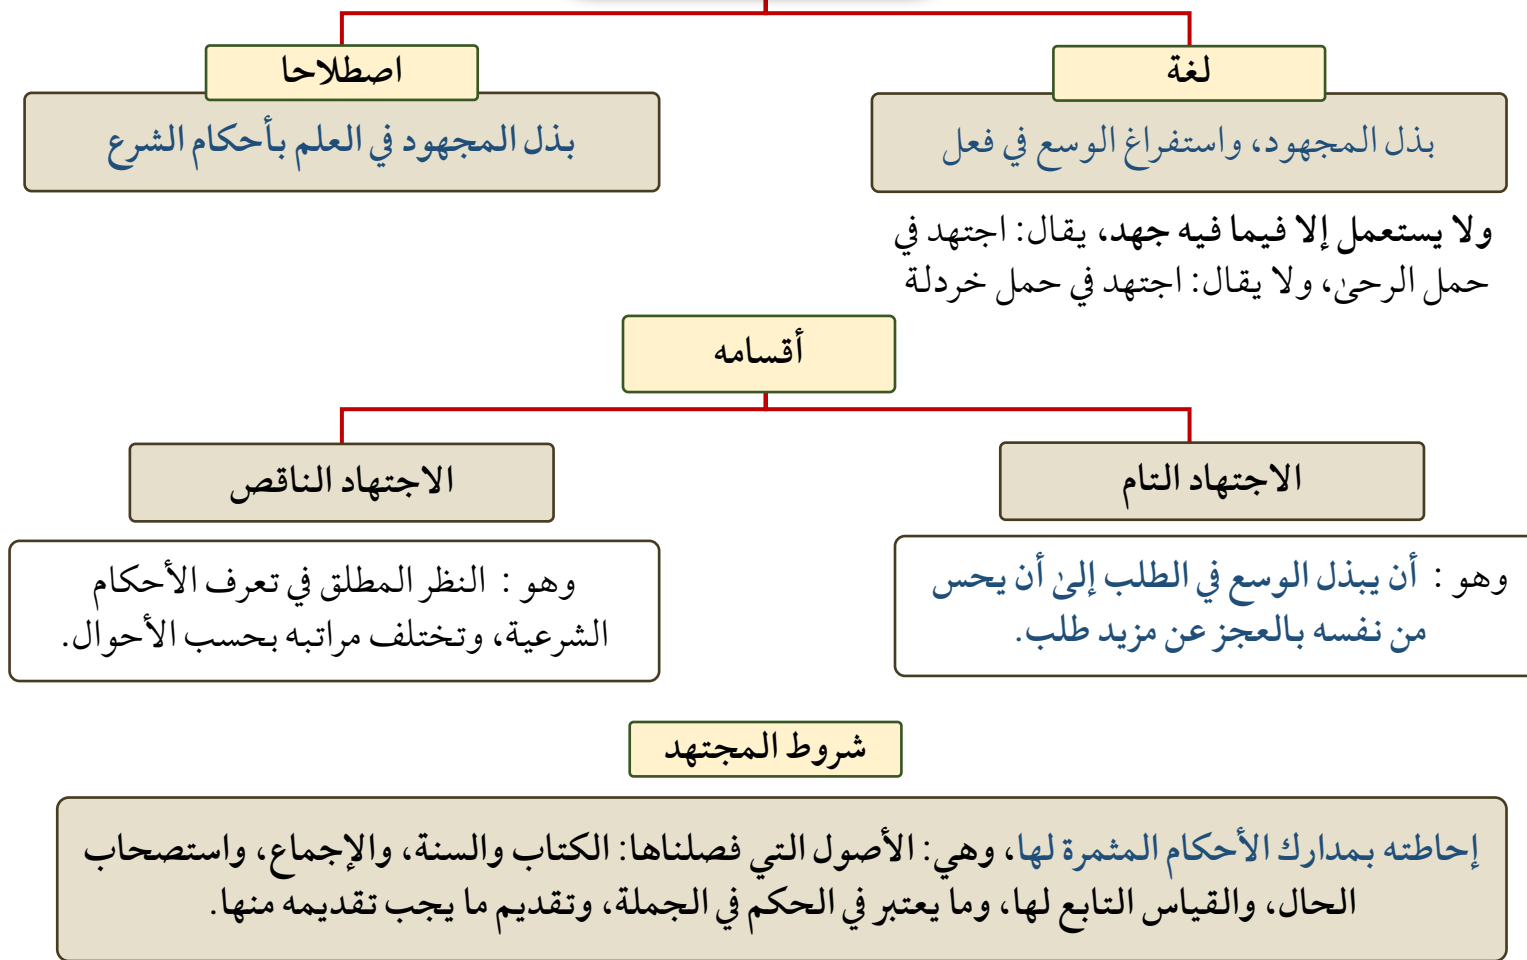 لغة
بذل المجهود، واستفراغ الوسع في فعل
ولا يستعمل إلا فيما فيه جهد، يقال: اجتهد في
حمل الرحىٰ، ولا يقال: اجتهد في حمل خردلة
اصطلاحا
بذل المجهود في العلم بأحكام الشرع
أقسامه
الاجتهاد التام
وهو : أن يبذل الوسع في الطلب إلىٰ أن يحس
من نفسه بالعجز عن مزيد طلب.
الاجتهاد الناقص
وهو : النظر المطلق في تعرف الأحكام
الشرعية، وتختلف مراتبه بحسب الأحوال.
شروط المجتهد
إحاطته بمدارك الأحكام المثمرة لها، وهي: الأصول التي فصلناها: الكتاب والسنة، والإجماع، واستصحاب
الحال، والقياس التابع لها، وما يعتبر في الحكم في الجملة، وتقديم ما يجب تقديمه منها.